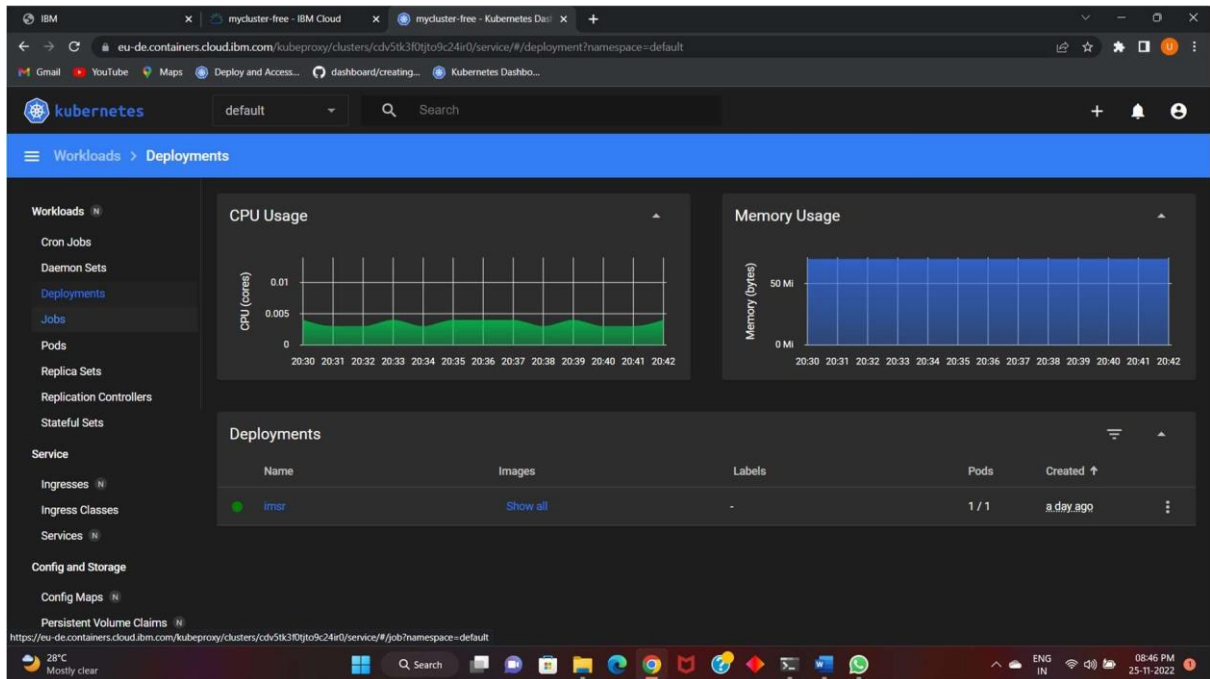 IBM
mycluster-free - IBM Cloud
mycluster-free - Kubernetes Das
eu-de.containers.cloud.ibm.com/kubeproxy/clusters/cdv5tk3f0tjto9c24ir0/service/#/deployment?namespace=default
U
Gmail YouTube Maps Deploy and Access... dashboard/creating... Kubernetes Dashbo...
kubernetes default Search
Workloads > Deployments
Workloads N
Cron Jobs
Daemon Sets
Deployments
Jobs
Pods
Replica Sets
Replication Controllers
Stateful Sets
Service
Ingresses N
Ingress Classes
Services N
Config and Storage
Config Maps N
Persistent Volume Claims N
CPU Usage
CPU (cores)
0.01
0.005
0
20:30 20:31 20:32 20:33 20:34 20:35 20:36 20:37 20:38 20:39 20:40 20:41 20:42
Memory Usage
Memory (bytes)
50 Mi
0 Mi
20:30 20:31 20:32 20:33 20:34 20:35 20:36 20:37 20:38 20:39 20:40 20:41 20:42
Deployments
Name Images Labels Pods Created
imsr Show all - 1 / 1 a day ago
https://eu-de.containers.cloud.ibm.com/kubeproxy/clusters/cdv5tk3f0tjto9c24ir0/service/#/job?namespace=default
28°C
Mostly clear
Search
ENG
IN
08:46 PM
25-11-2022
1